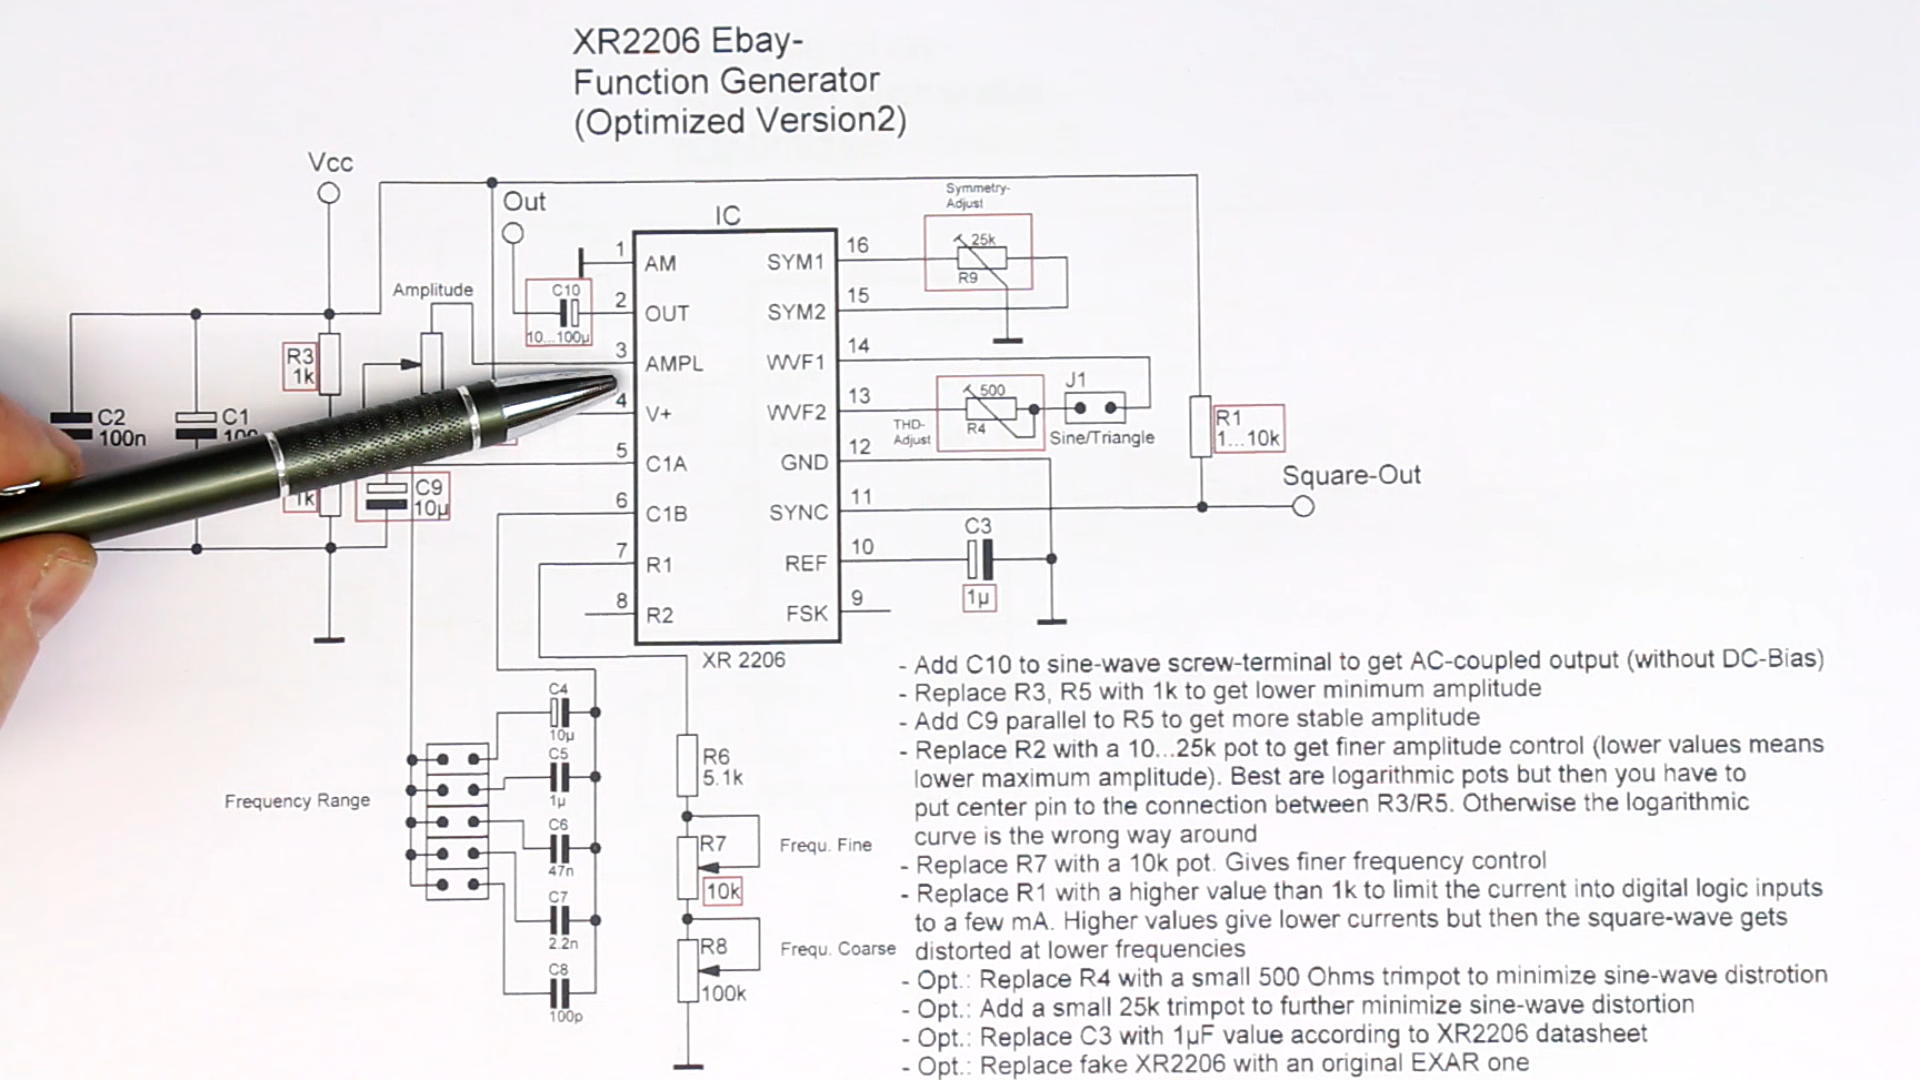 XR2206 Ebay-
Function Generator
(Optimized Version2)
Vcc
Out
IC
Symmetry-
Adjust
25k
R9
Amplitude
C10
10...100µ
1
AM
SYM1
16
2
OUT
SYM2
15
3
AMPL
WVF1
14
4
V+
WVF2
13
5
C1A
GND
12
6
C1B
SYNC
11
7
R1
REF
10
8
R2
FSK
9
XR 2206
R3
1k
C2
100n
C1
1k
C9
10µ
500
R4
THD-
Adjust
J1
Sine/Triangle
R1
1...10k
Square-Out
C3
1µ
C4
10µ
C5
1µ
C6
47n
C7
2.2n
C8
100p
Frequency Range
R6
5.1k
R7
10k
Frequ. Fine
R8
100k
Frequ. Coarse
- Add C10 to sine-wave screw-terminal to get AC-coupled output (without DC-Bias)
- Replace R3, R5 with 1k to get lower minimum amplitude
- Add C9 parallel to R5 to get more stable amplitude
- Replace R2 with a 10...25k pot to get finer amplitude control (lower values means
lower maximum amplitude). Best are logarithmic pots but then you have to
put center pin to the connection between R3/R5. Otherwise the logarithmic
curve is the wrong way around
- Replace R7 with a 10k pot. Gives finer frequency control
- Replace R1 with a higher value than 1k to limit the current into digital logic inputs
to a few mA. Higher values give lower currents but then the square-wave gets
distorted at lower frequencies
- Opt.: Replace R4 with a small 500 Ohms trimpot to minimize sine-wave distrotion
- Opt.: Add a small 25k trimpot to further minimize sine-wave distortion
- Opt.: Replace C3 with 1µF value according to XR2206 datasheet
- Opt.: Replace fake XR2206 with an original EXAR one